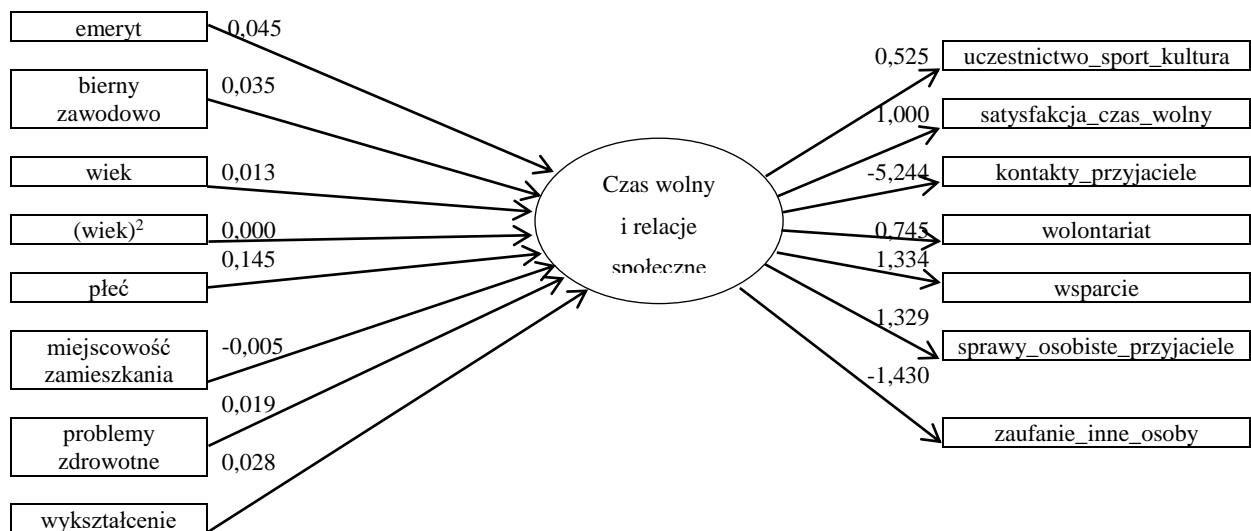 emeryt
0,045
bierny
zawodowo
0,035
wiek
0,013
(wiek)²
0,000
płeć
0,145
miejscowość
zamieszkania
-0,005
problemy
zdrowotne
0,019
wykształcenie
0,028
Czas wolny
i relacje
społeczne
0,525
uczestnictwo_sport_kultura
1,000
satysfakcja_czas_wolny
-5,244
kontakty_przyjaciele
0,745
wolontariat
1,334
wsparcie
1,329
sprawy_osobiste_przyjaciele
-1,430
zaufanie_inne_osoby